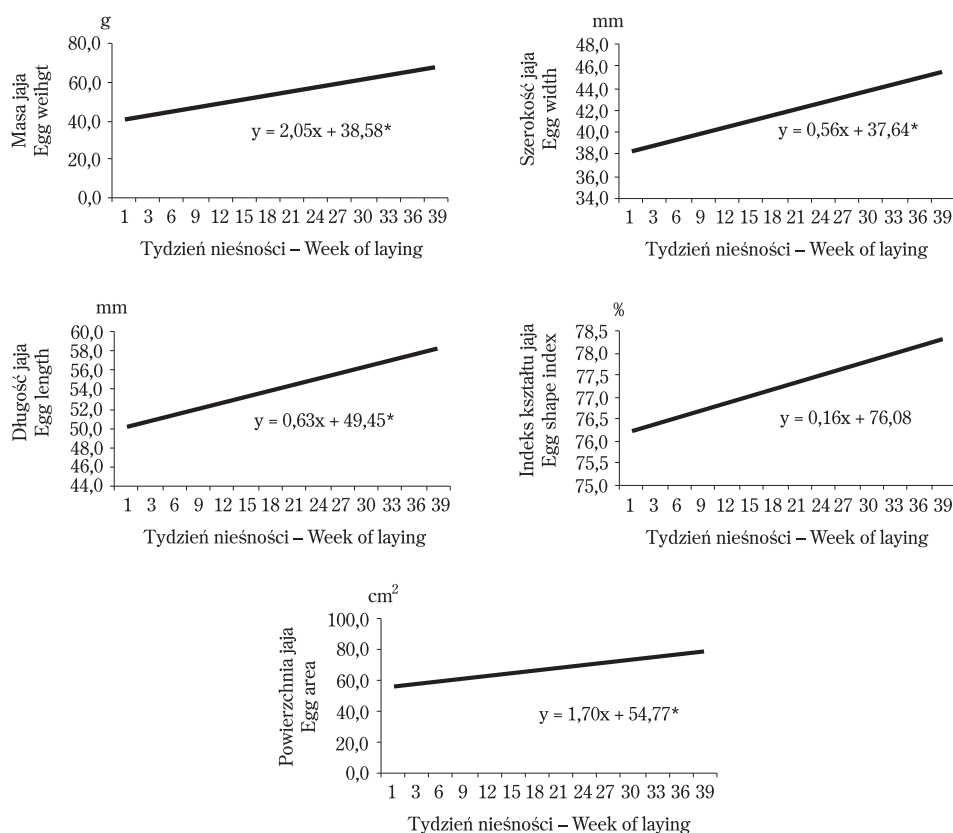 g
Masa jaja
Egg weihgt
80,0
60,0
40,0
20,0
0,0
y = 2,05x + 38,58*
1 3 6 9 12 15 18 21 24 27 30 33 36 39
Tydzień nieśności – Week of laying
mm
Szerokość jaja
Egg width
48,0
46,0
44,0
42,0
40,0
38,0
36,0
34,0
y = 0,56x + 37,64*
1 3 6 9 12 15 18 21 24 27 30 33 36 39
Tydzień nieśności – Week of laying
mm
Długość jaja
Egg length
60,0
58,0
56,0
54,0
52,0
50,0
48,0
46,0
44,0
y = 0,63x + 49,45*
1 3 6 9 12 15 18 21 24 27 30 33 36 39
Tydzień nieśności – Week of laying
%
Indeks kształtu jaja
Egg shape index
78,5
78,0
77,5
77,0
76,5
76,0
75,5
75,0
y = 0,16x + 76,08
1 3 6 9 12 15 18 21 24 27 30 33 36 39
Tydzień nieśności – Week of laying
cm²
Powierzchnia jaja
Egg area
100,0
80,0
60,0
40,0
20,0
0,0
y = 1,70x + 54,77*
1 3 6 9 12 15 18 21 24 27 30 33 36 39
Tydzień nieśności – Week of laying